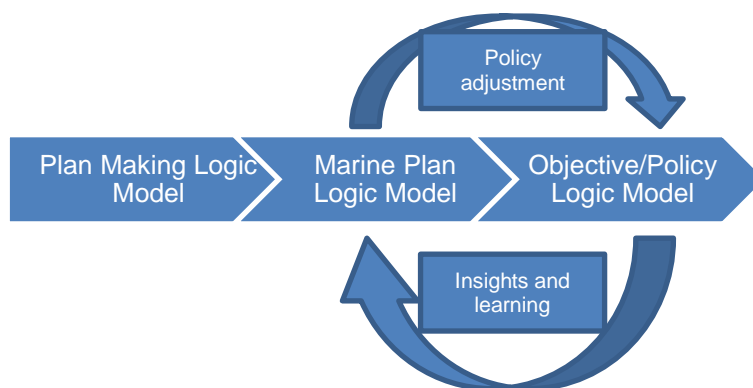 Policy
adjustment
Plan Making Logic
Model
Marine Plan
Logic Model
Objective/Policy
Logic Model
Insights and
learning